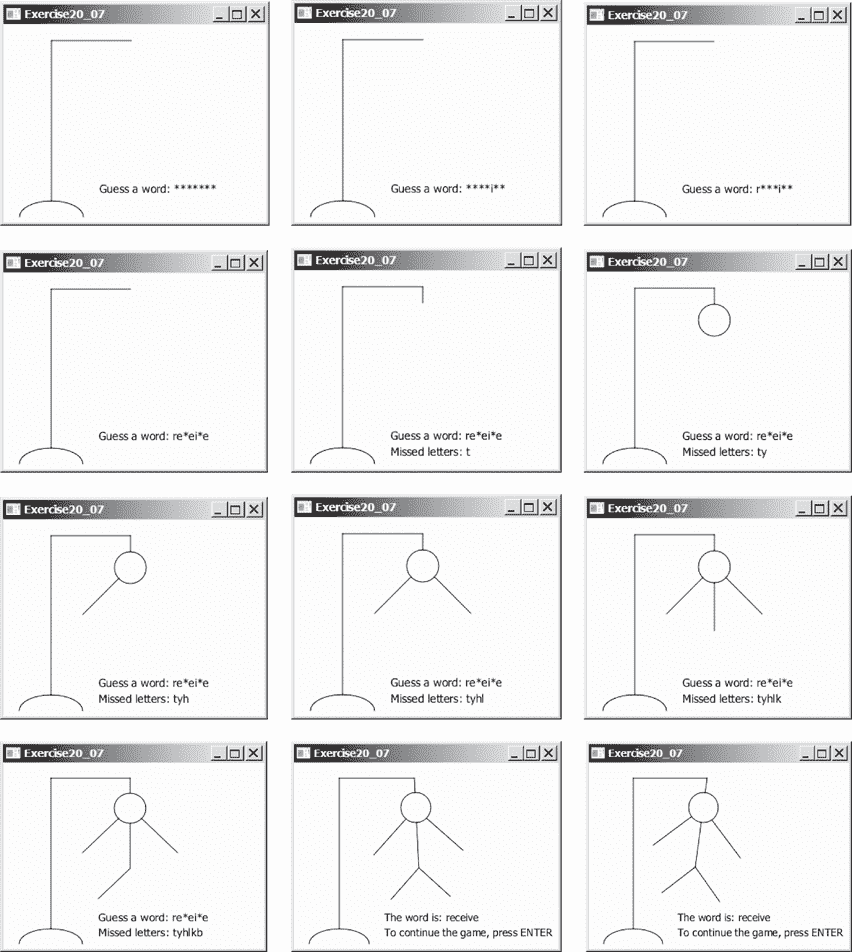 Exercise20_07
Exercise20_07
Exercise20_07
Guess a word: *******
Guess a word: ****i**
Guess a word: r***i**
Exercise20_07
Exercise20_07
Exercise20_07
Guess a word: re*ei*e
Guess a word: re*ei*e
Missed letters: t
Guess a word: re*ei*e
Missed letters: ty
Exercise20_07
Exercise20_07
Exercise20_07
Guess a word: re*ei*e
Missed letters: tyh
Guess a word: re*ei*e
Missed letters: tyhl
Guess a word: re*ei*e
Missed letters: tyhlk
Exercise20_07
Exercise20_07
Exercise20_07
Guess a word: re*ei*e
Missed letters: tyhlkb
The word is: receive
To continue the game, press ENTER
The word is: receive
To continue the game, press ENTER